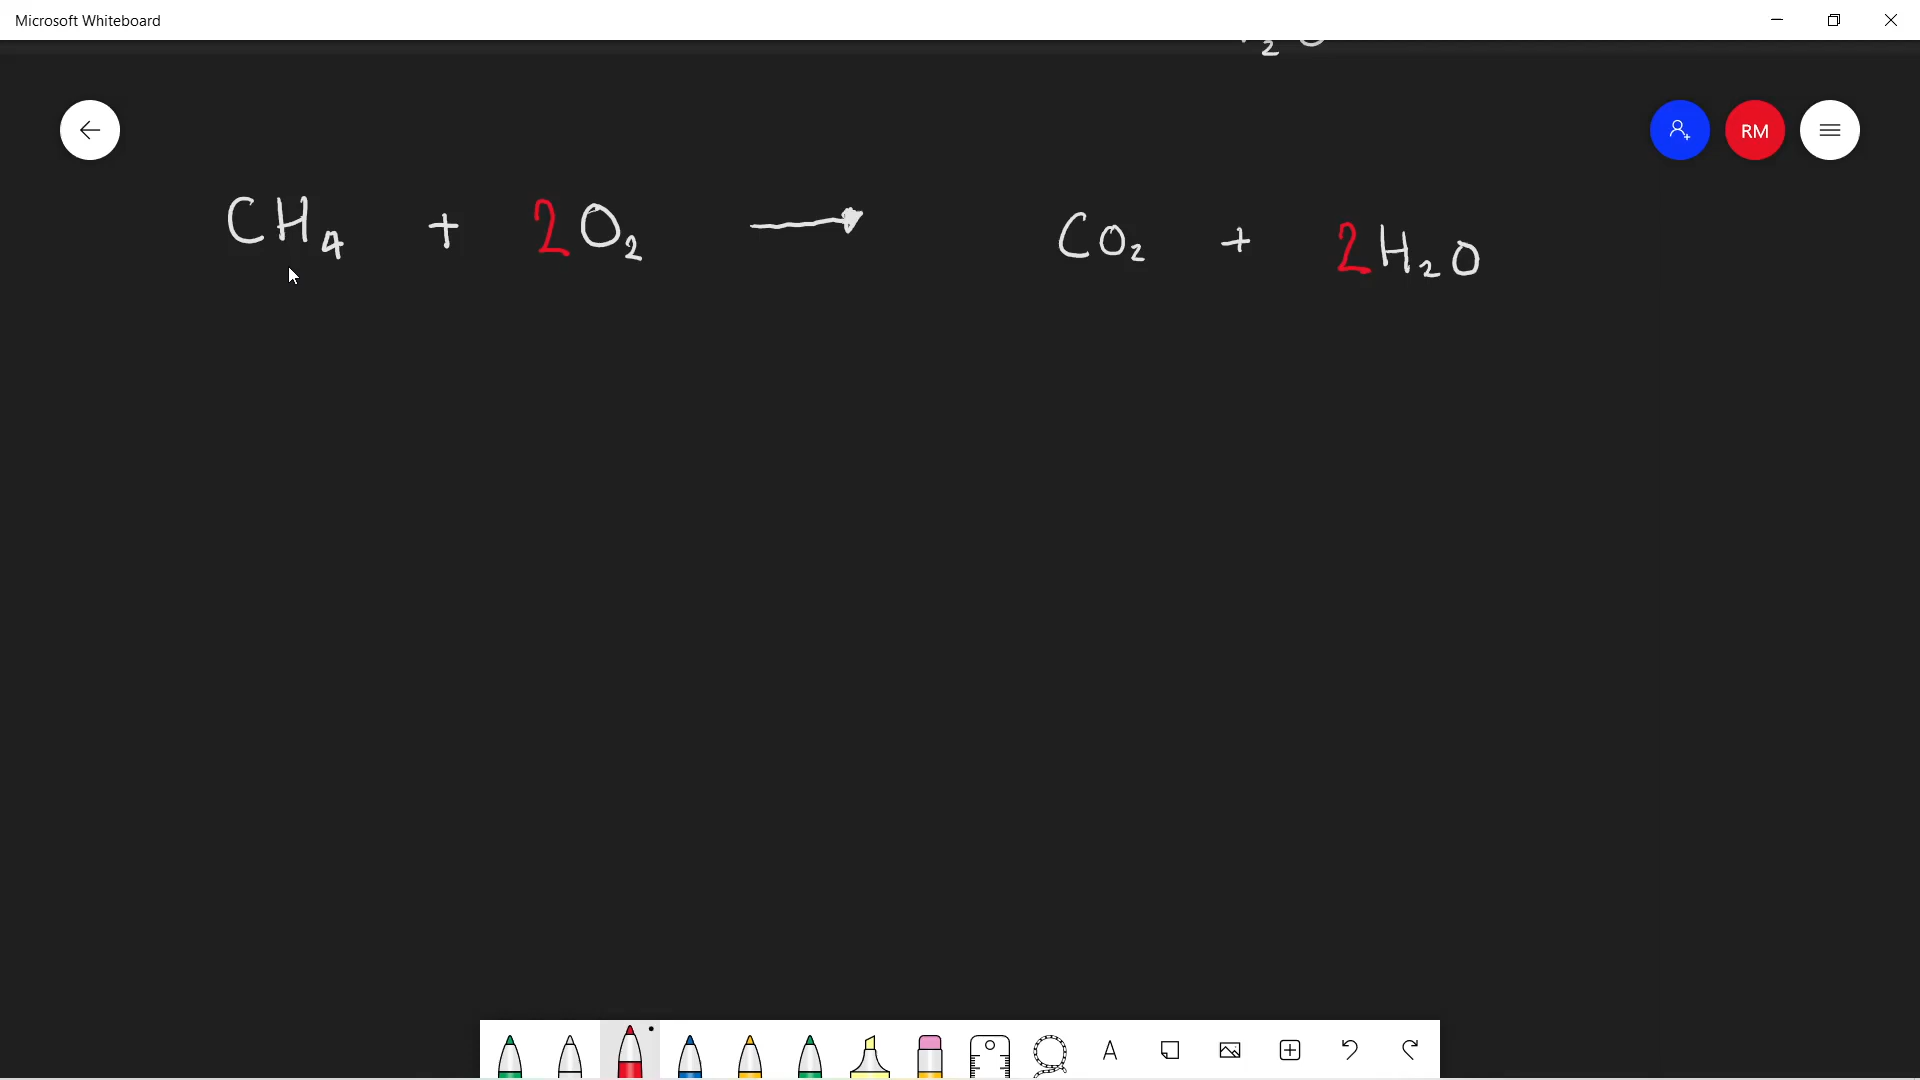 Microsoft Whiteboard
RM
CH₄ + 2O₂ → CO₂ + 2H₂O
A